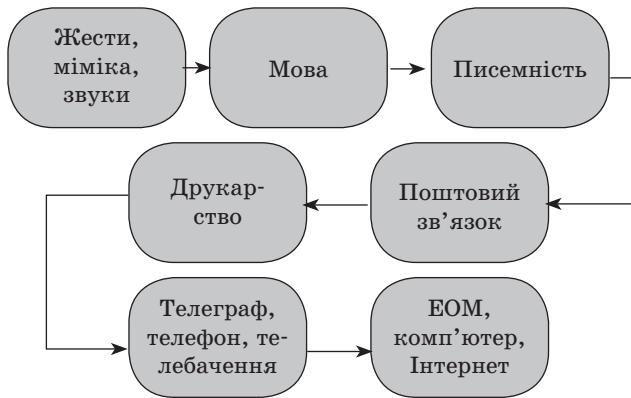 Жести,
міміка,
звуки
Мова
Писемність
Поштовий
зв’язок
Друкар-
ство
Телеграф,
телефон, те-
лебачення
ЕОМ,
комп’ютер,
Інтернет